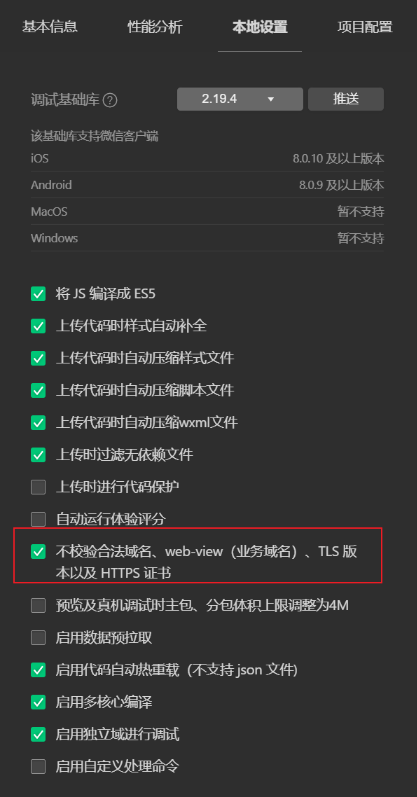 基本信息 性能分析 本地设置 项目配置
调试基础库 ? 2.19.4 推送
该基础库支持微信客户端
iOS 8.0.10 及以上版本
Android 8.0.9 及以上版本
MacOS 暂不支持
Windows 暂不支持
将 JS 编译成 ES5
上传代码时样式自动补全
上传代码时自动压缩样式文件
上传代码时自动压缩脚本文件
上传代码时自动压缩wxml文件
上传时过滤无依赖文件
上传时进行代码保护
自动运行体验评分
不校验合法域名、web-view（业务域名）、TLS 版
本以及 HTTPS 证书
预览及真机调试时主包、分包体积上限调整为4M
启用数据预拉取
启用代码自动热重载（不支持 json 文件)
启用多核心编译
启用独立域进行调试
启用自定义处理命令